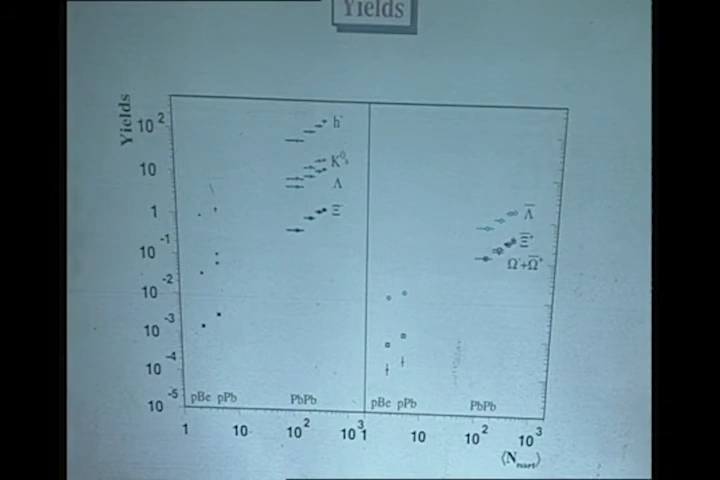 Yields
Yields
10²
10
1
10⁻¹
10⁻²
10⁻³
10⁻⁴
10⁻⁵
h⁻
K⁰ₛ
Λ
Ξ⁻
Λ̅
Ξ̅⁺
Ω⁻+Ω̅⁺
pBe pPb PbPb pBe pPb PbPb
1 10 10² 10³ 1 10 10² 10³
⟨N part⟩